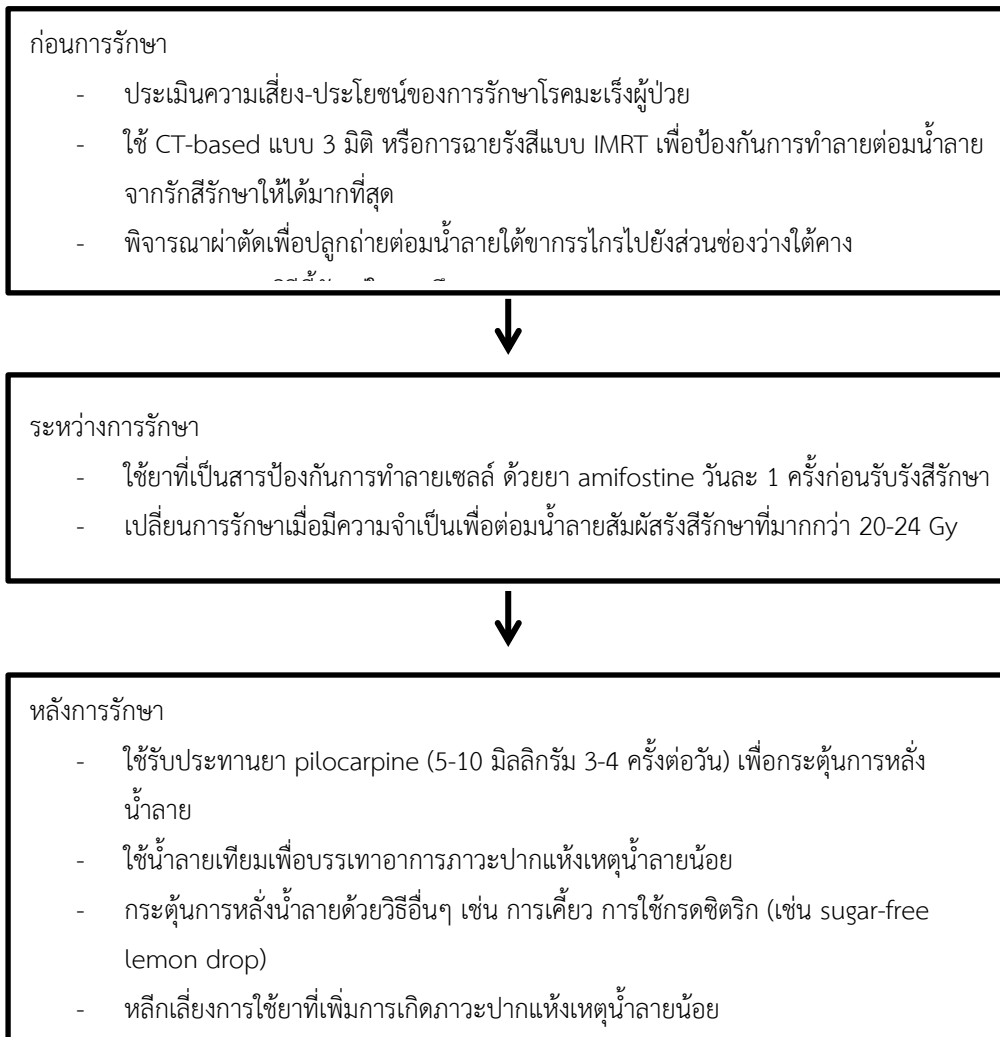 ก่อนการรักษา
- ประเมินความเสี่ยง-ประโยชน์ของการรักษาโรคมะเร็งผู้ป่วย
- ใช้ CT-based แบบ 3 มิติ หรือการฉายรังสีแบบ IMRT เพื่อป้องกันการทำลายต่อมน้ำลาย
จากรักสีรักษาให้ได้มากที่สุด
- พิจารณาผ่าตัดเพื่อปลูกถ่ายต่อมน้ำลายใต้ขากรรไกรไปยังส่วนช่องว่างใต้คาง
ระหว่างการรักษา
- ใช้ยาที่เป็นสารป้องกันการทำลายเซลล์ ด้วยยา amifostine วันละ 1 ครั้งก่อนรับรังสีรักษา
- เปลี่ยนการรักษาเมื่อมีความจำเป็นเพื่อต่อมน้ำลายสัมผัสรังสีรักษาที่มากกว่า 20-24 Gy
หลังการรักษา
- ใช้รับประทานยา pilocarpine (5-10 มิลลิกรัม 3-4 ครั้งต่อวัน) เพื่อกระตุ้นการหลั่ง
น้ำลาย
- ใช้น้ำลายเทียมเพื่อบรรเทาอาการภาวะปากแห้งเหตุน้ำลายน้อย
- กระตุ้นการหลั่งน้ำลายด้วยวิธีอื่นๆ เช่น การเคี้ยว การใช้กรดซิตริก (เช่น sugar-free
lemon drop)
- หลีกเลี่ยงการใช้ยาที่เพิ่มการเกิดภาวะปากแห้งเหตุน้ำลายน้อย